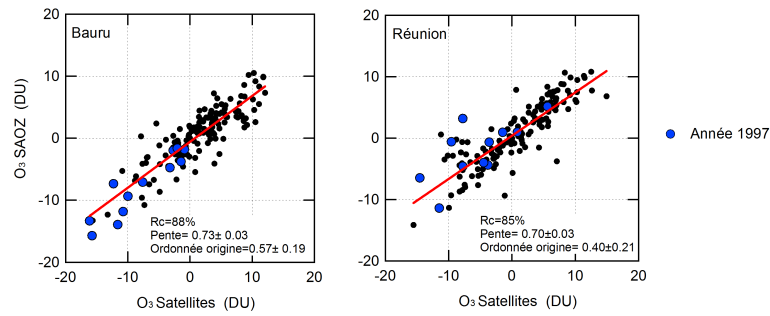 Bauru
20
10
0
-10
-20
O3 SAOZ (DU)
Rc=88%
Pente= 0.73± 0.03
Ordonnée origine=0.57± 0.19
-20 -10 0 10 20
O3 Satellites (DU)
Réunion
20
10
0
-10
-20
Rc=85%
Pente= 0.70±0.03
Ordonnée origine= 0.40±0.21
-20 -10 0 10 20
O3 Satellites (DU)
Année 1997